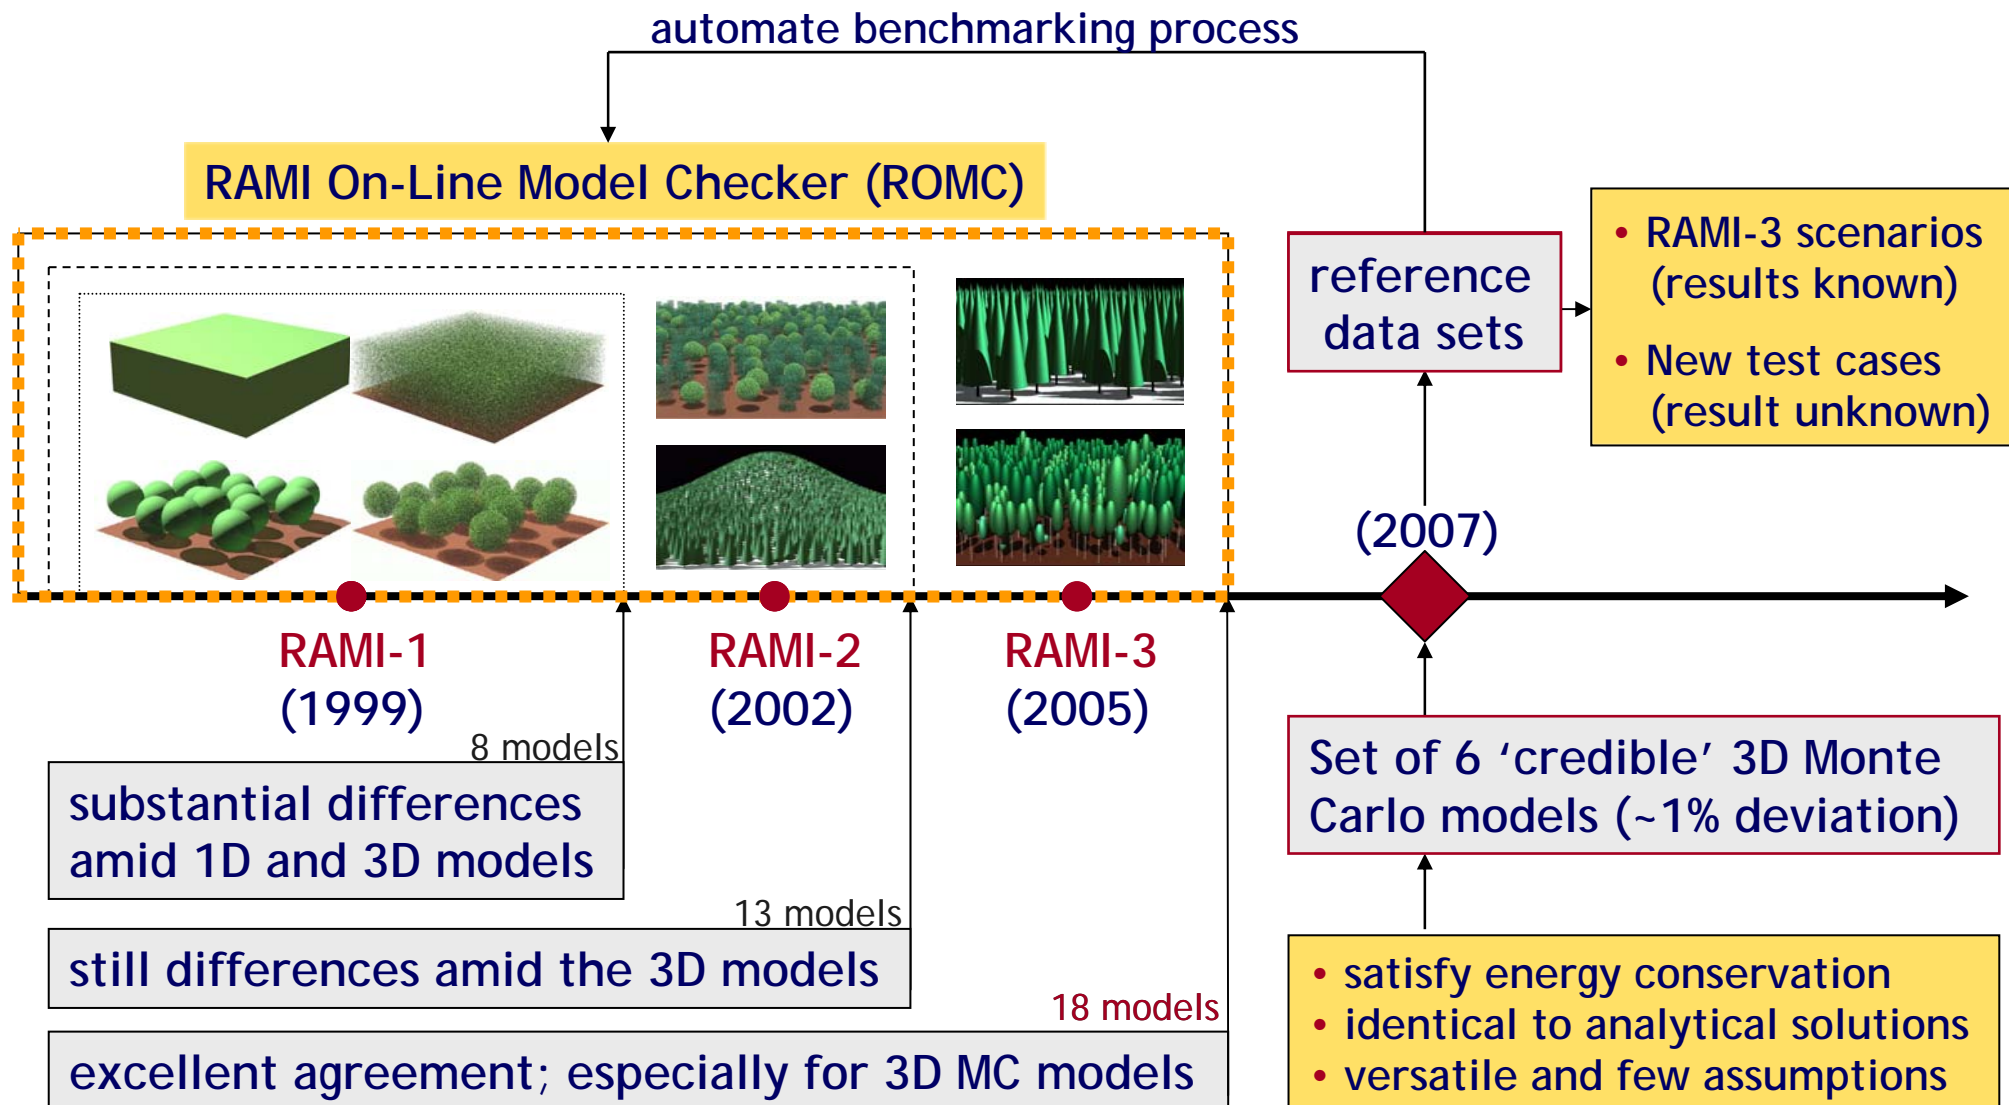 automate benchmarking process
RAMI On-Line Model Checker (ROMC)
reference
data sets
• RAMI-3 scenarios
(results known)
• New test cases
(result unknown)
(2007)
RAMI-1
(1999)
RAMI-2
(2002)
RAMI-3
(2005)
8 models
substantial differences
amid 1D and 3D models
13 models
still differences amid the 3D models
18 models
excellent agreement; especially for 3D MC models
Set of 6 ‘credible’ 3D Monte
Carlo models (~1% deviation)
• satisfy energy conservation
• identical to analytical solutions
• versatile and few assumptions